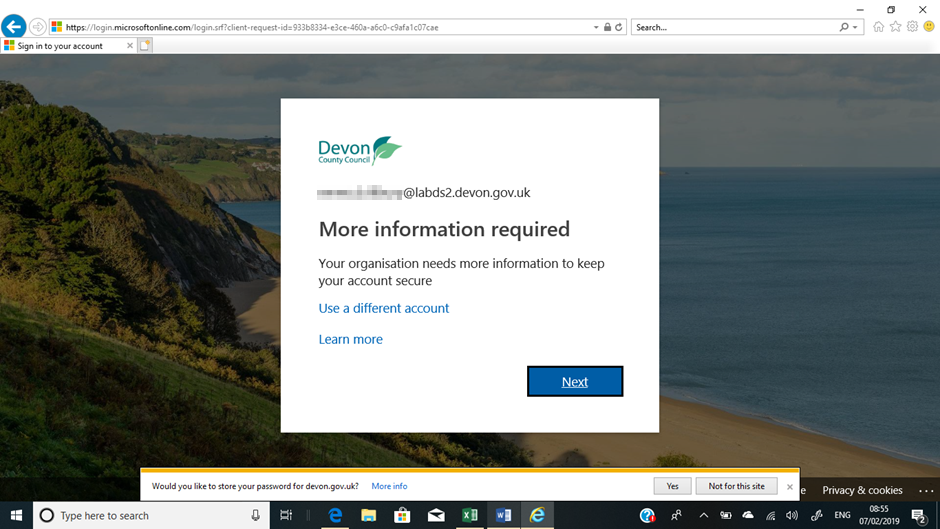 https://login.microsoftonline.com/login.srf?client-request-id=933b8334-e3ce-460a-a6c0-c9afa1c07cae
Search...
Sign in to your account
Devon
County Council
@labds2.devon.gov.uk
More information required
Your organisation needs more information to keep
your account secure
Use a different account
Learn more
Next
Would you like to store your password for devon.gov.uk? More info Yes Not for this site
e Privacy & cookies ...
Type here to search
ENG
08:55
07/02/2019
2